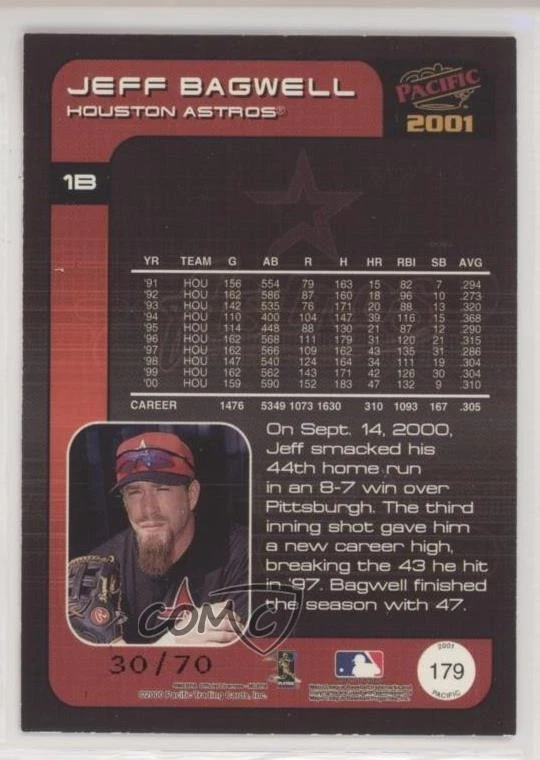 JEFF BAGWELL
HOUSTON ASTROS®
PACIFIC
2001
1B
YR TEAM G AB R H HR RBI SB AVG
'91 HOU 156 554 79 163 15 82 7 .294
'92 HOU 162 586 87 160 18 96 10 .273
'93 HOU 142 535 76 171 20 88 13 .320
'94 HOU 110 400 104 147 39 116 15 .368
'95 HOU 114 448 88 130 21 87 12 .290
'96 HOU 162 568 111 179 31 120 21 .315
'97 HOU 162 566 109 162 43 135 31 .286
'98 HOU 147 540 124 164 34 111 19 .304
'99 HOU 162 562 143 171 42 126 30 .304
'00 HOU 159 590 152 183 47 132 9 .310
CAREER 1476 5349 1073 1630 310 1093 167 .305
On Sept. 14, 2000,
Jeff smacked his
44th home run
in an 8-7 win over
Pittsburgh. The third
inning shot gave him
a new career high,
breaking the 43 he hit
in '97. Bagwell finished
the season with 47.
COMC
30/70
©2000 Pacific Trading Cards, Inc.
2001
179
PACIFIC